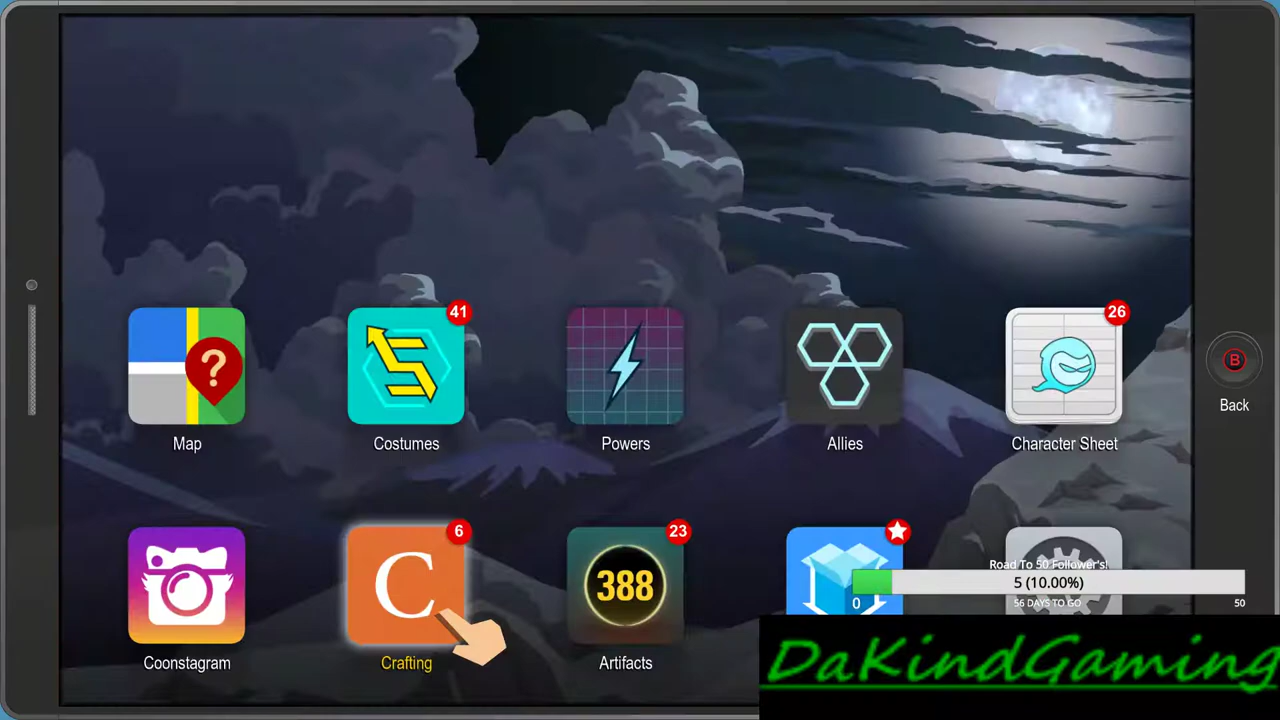 41
26
B
Back
Map
Costumes
Powers
Allies
Character Sheet
6
23
C
388
Road To 50 Follower's!
5 (10.00%)
0
56 DAYS TO GO
50
Coonstagram
Crafting
Artifacts
DaKindGaming